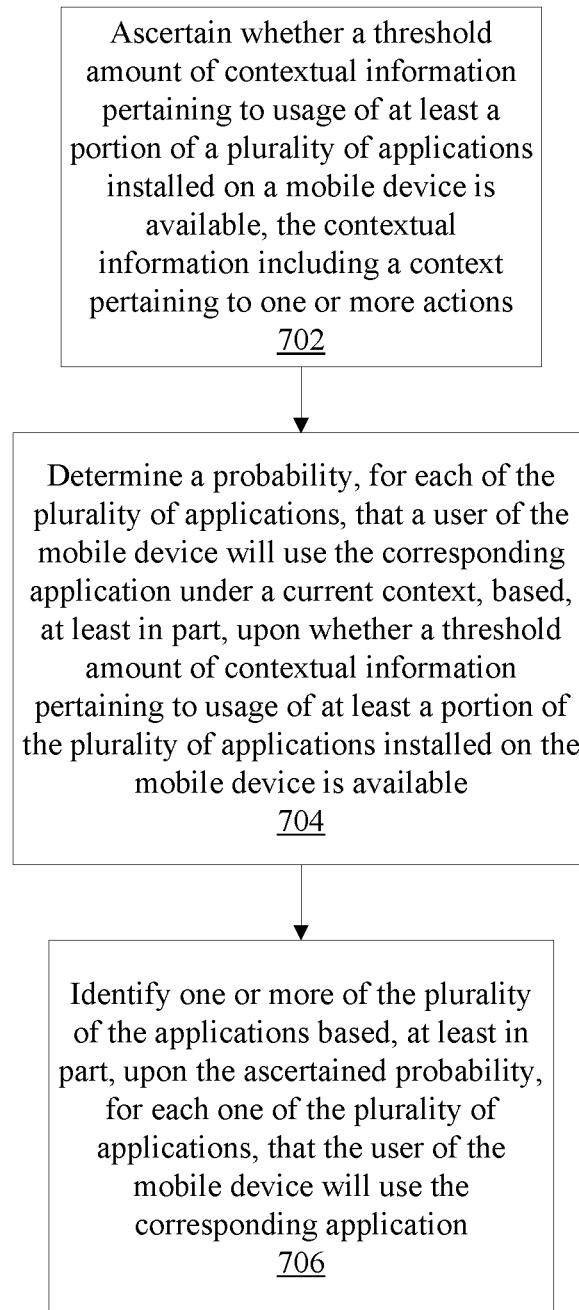 Ascertain whether a threshold
amount of contextual information
pertaining to usage of at least a
portion of a plurality of applications
installed on a mobile device is
available, the contextual
information including a context
pertaining to one or more actions
702
Determine a probability, for each of the
plurality of applications, that a user of the
mobile device will use the corresponding
application under a current context, based,
at least in part, upon whether a threshold
amount of contextual information
pertaining to usage of at least a portion of
the plurality of applications installed on the
mobile device is available
704
Identify one or more of the plurality
of the applications based, at least in
part, upon the ascertained probability,
for each one of the plurality of
applications, that the user of the
mobile device will use the
corresponding application
706